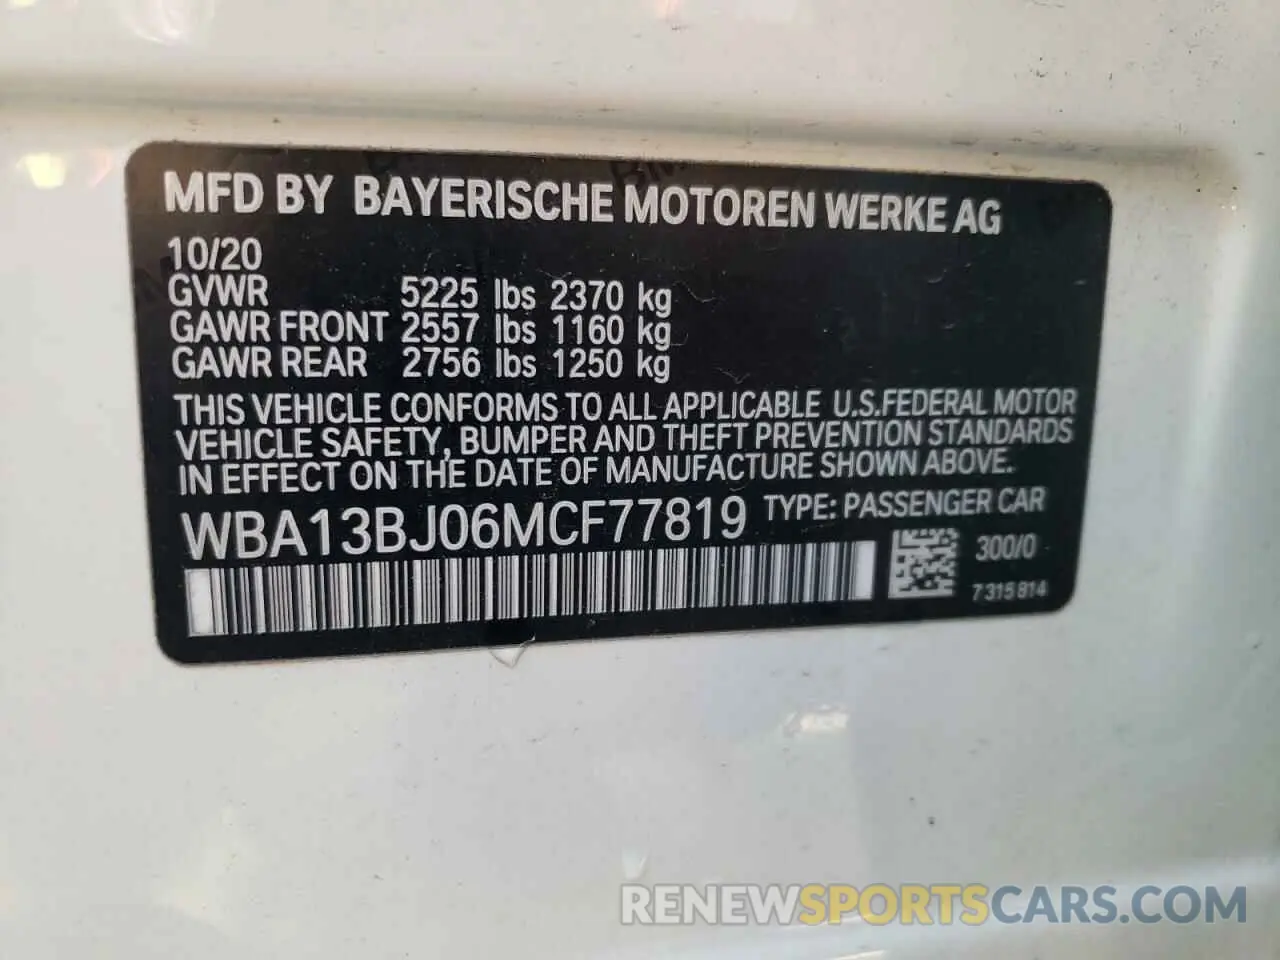 MFD BY BAYERISCHE MOTOREN WERKE AG
10/20
GVWR 5225 lbs 2370 kg
GAWR FRONT 2557 lbs 1160 kg
GAWR REAR 2756 lbs 1250 kg
THIS VEHICLE CONFORMS TO ALL APPLICABLE U.S.FEDERAL MOTOR
VEHICLE SAFETY, BUMPER AND THEFT PREVENTION STANDARDS
IN EFFECT ON THE DATE OF MANUFACTURE SHOWN ABOVE.
WBA13BJ06MCF77819 TYPE: PASSENGER CAR
300/0
7315814
RENEWSPORTSCARS.COM